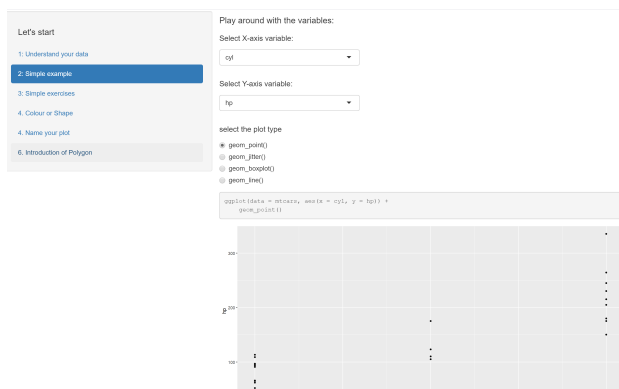 Let's start
1: Understand your data
2: Simple example
3: Simple exercises
4. Colour or Shape
4. Name your plot
6. Introduction of Polygon
Play around with the variables:
Select X-axis variable:
cyl
Select Y-axis variable:
hp
select the plot type
geom_point()
geom_jitter()
geom_boxplot()
geom_line()
ggplot(data = mtcars, aes(x = cyl, y = hp)) +
geom_point()
300
200
hp
100